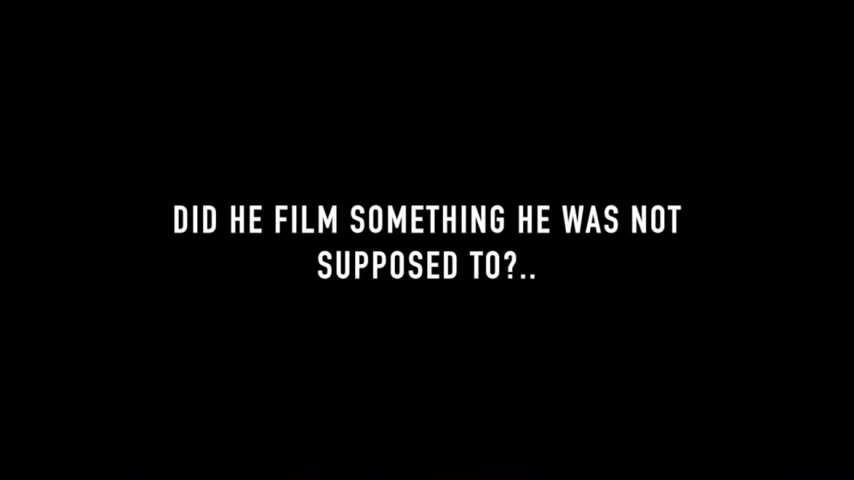 DID HE FILM SOMETHING HE WAS NOT
SUPPOSED TO?..